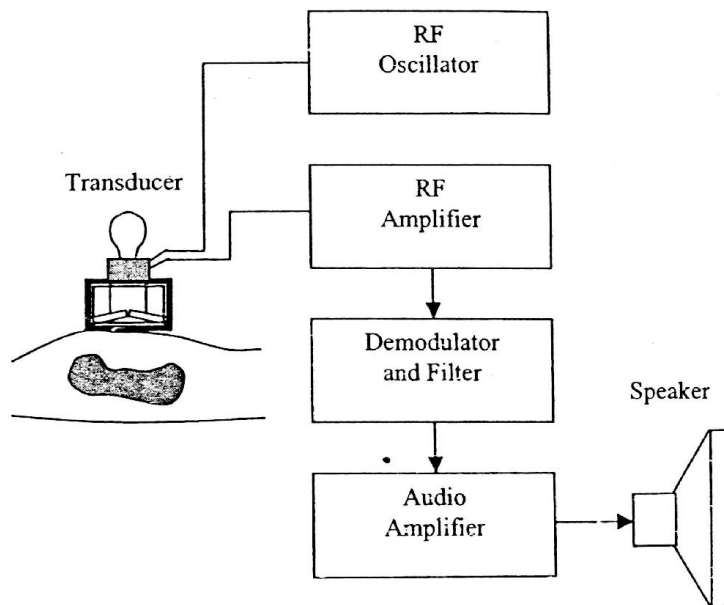 RF
Oscillator
Transducer
RF
Amplifier
Demodulator
and Filter
Speaker
Audio
Amplifier